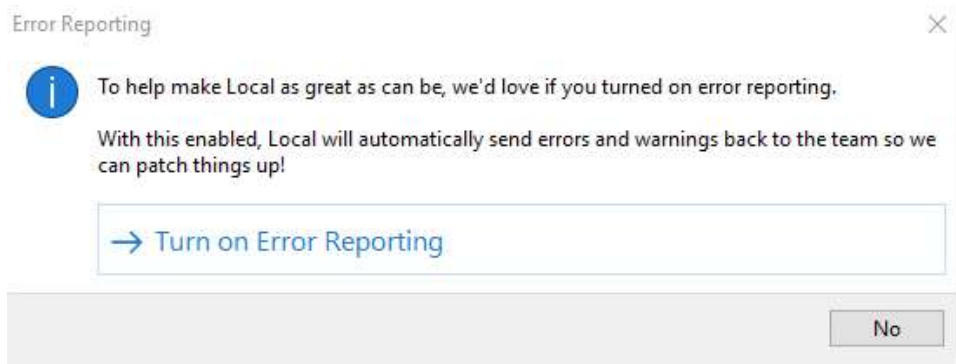 Error Reporting
To help make Local as great as can be, we'd love if you turned on error reporting.
With this enabled, Local will automatically send errors and warnings back to the team so we
can patch things up!
Turn on Error Reporting
No